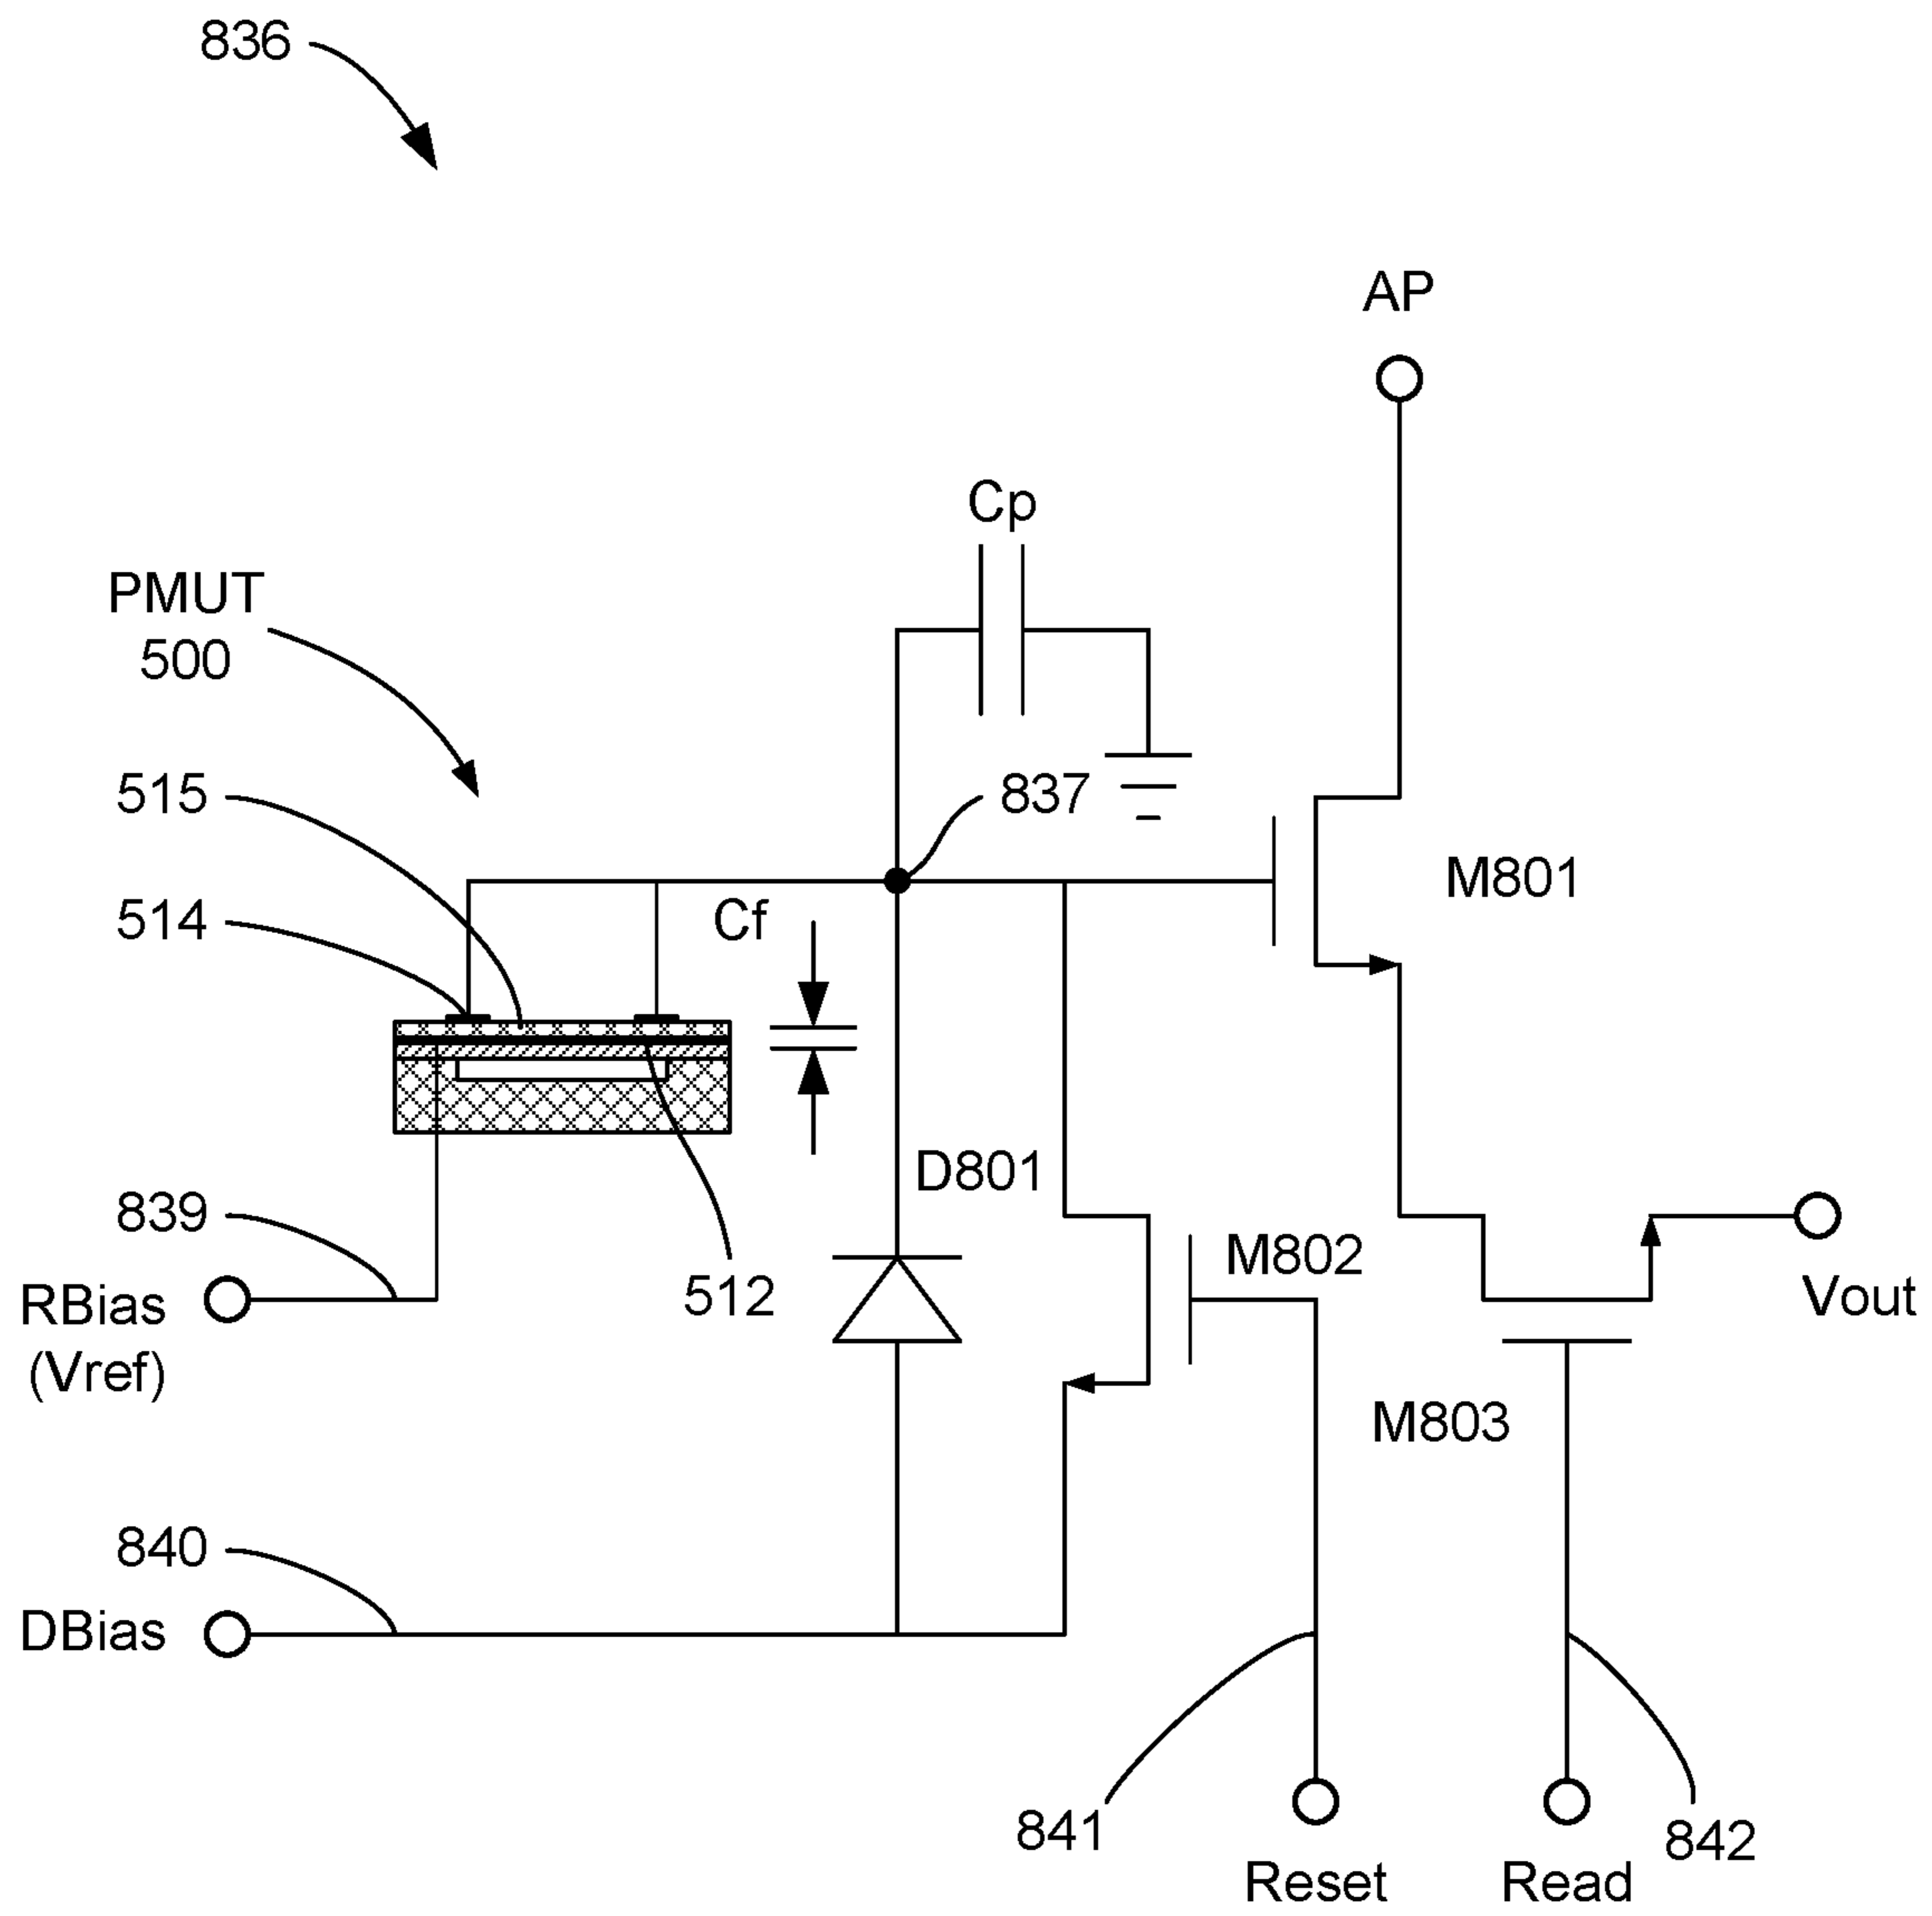 836
AP
Cp
PMUT
500
515
837
M801
514
Cf
D801
839
M802
512
RBias
(Vref)
Vout
M803
840
DBias
841
842
Reset
Read